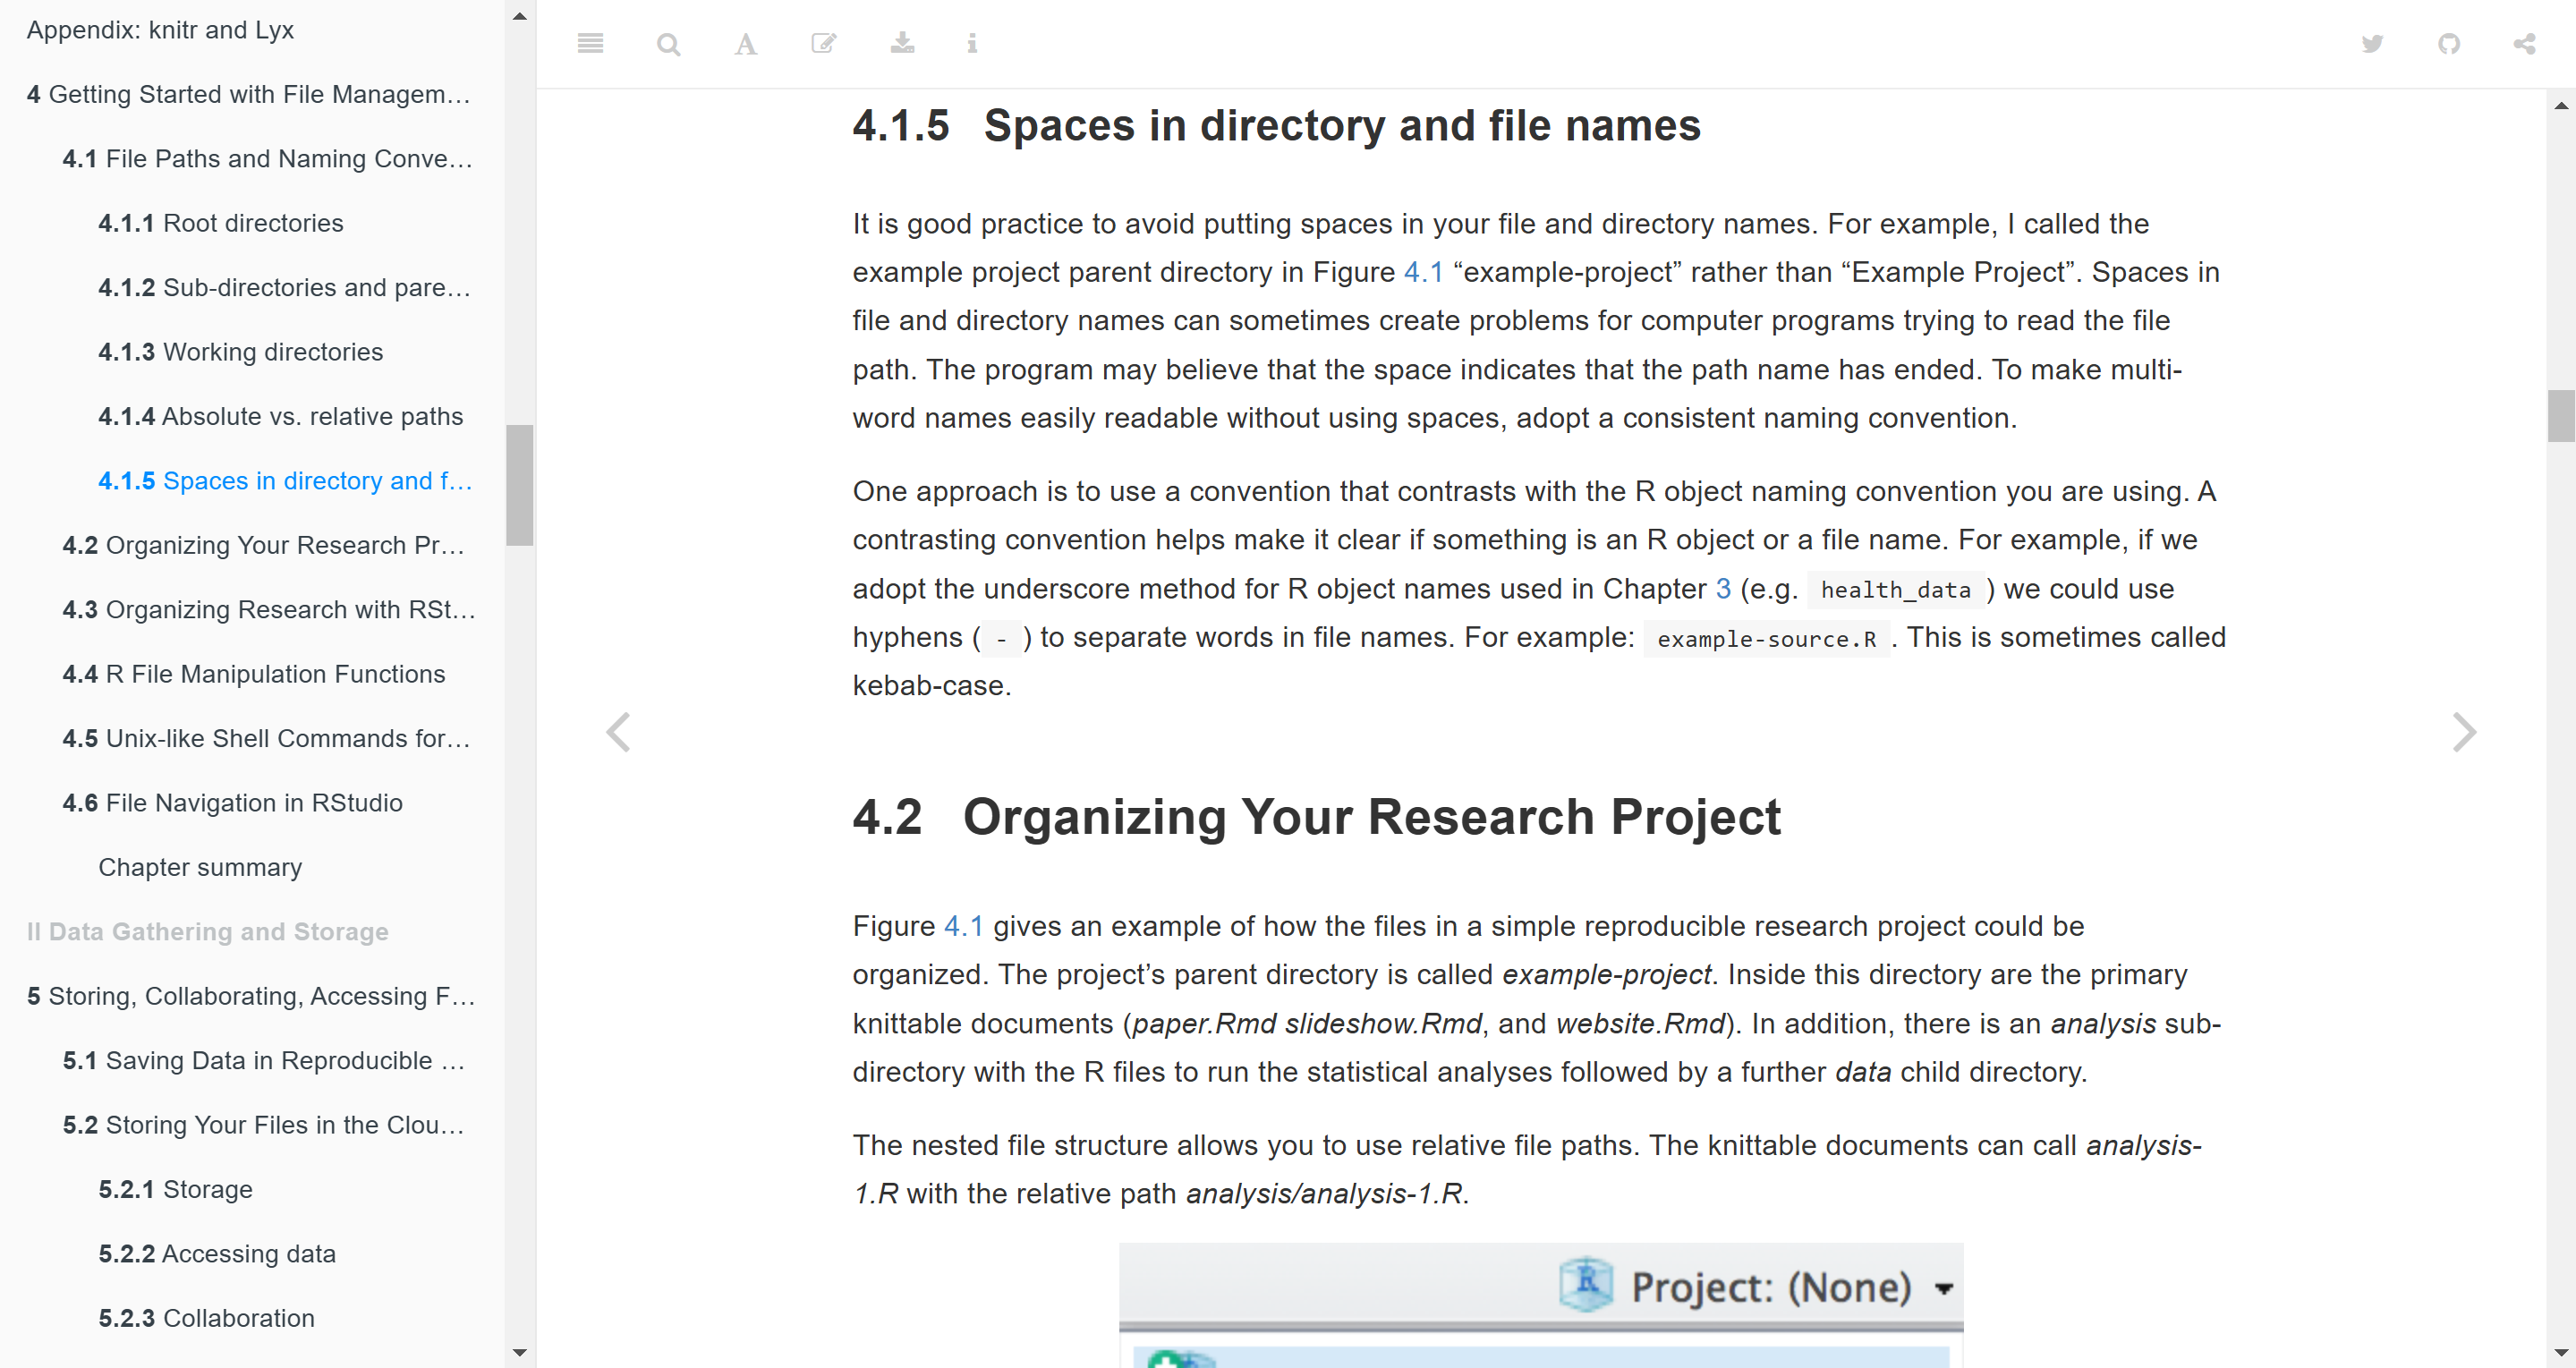 Appendix: knitr and Lyx
4 Getting Started with File Managem…
4.1 File Paths and Naming Conve…
4.1.1 Root directories
4.1.2 Sub-directories and pare…
4.1.3 Working directories
4.1.4 Absolute vs. relative paths
4.1.5 Spaces in directory and f…
4.2 Organizing Your Research Pr…
4.3 Organizing Research with RSt…
4.4 R File Manipulation Functions
4.5 Unix-like Shell Commands for…
4.6 File Navigation in RStudio
Chapter summary
II Data Gathering and Storage
5 Storing, Collaborating, Accessing F…
5.1 Saving Data in Reproducible …
5.2 Storing Your Files in the Clou…
5.2.1 Storage
5.2.2 Accessing data
5.2.3 Collaboration
4.1.5 Spaces in directory and file names
It is good practice to avoid putting spaces in your file and directory names. For example, I called the
example project parent directory in Figure 4.1 “example-project” rather than “Example Project”. Spaces in
file and directory names can sometimes create problems for computer programs trying to read the file
path. The program may believe that the space indicates that the path name has ended. To make multi-
word names easily readable without using spaces, adopt a consistent naming convention.
One approach is to use a convention that contrasts with the R object naming convention you are using. A
contrasting convention helps make it clear if something is an R object or a file name. For example, if we
adopt the underscore method for R object names used in Chapter 3 (e.g. health_data ) we could use
hyphens ( - ) to separate words in file names. For example: example-source.R . This is sometimes called
kebab-case.
4.2 Organizing Your Research Project
Figure 4.1 gives an example of how the files in a simple reproducible research project could be
organized. The project’s parent directory is called example-project. Inside this directory are the primary
knittable documents (paper.Rmd slideshow.Rmd, and website.Rmd). In addition, there is an analysis sub-
directory with the R files to run the statistical analyses followed by a further data child directory.
The nested file structure allows you to use relative file paths. The knittable documents can call analysis-
1.R with the relative path analysis/analysis-1.R.
R Project: (None)